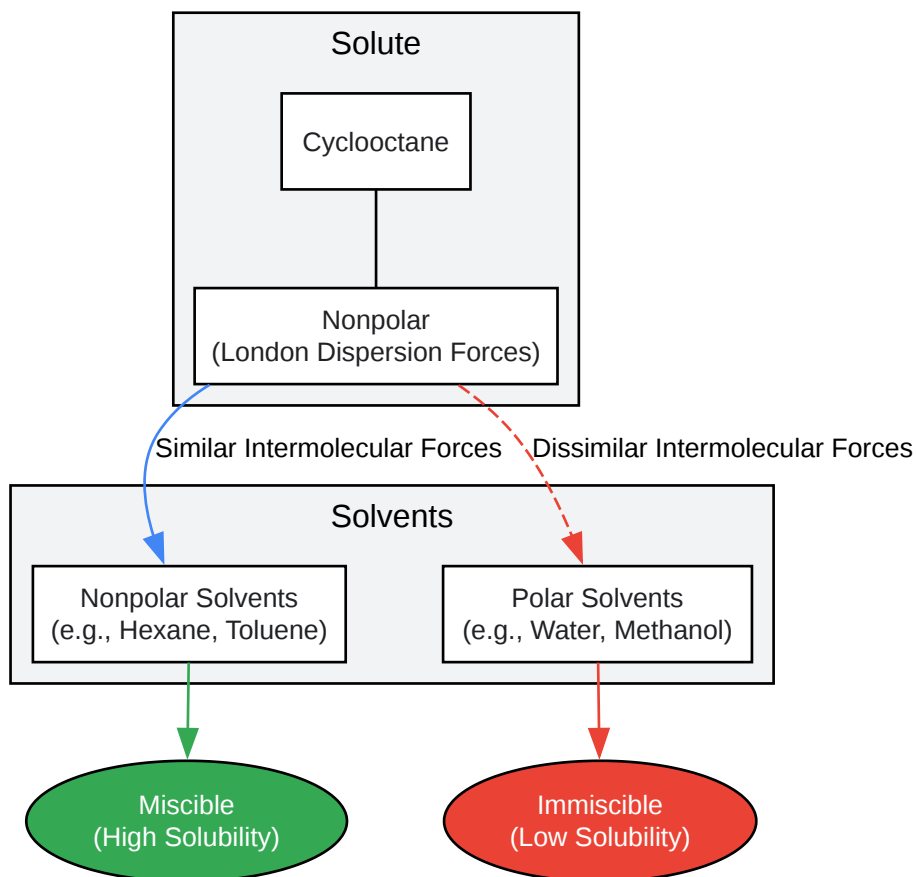 Solute
Cyclooctane
Nonpolar
(London Dispersion Forces)
Similar Intermolecular Forces
Dissimilar Intermolecular Forces
Solvents
Nonpolar Solvents
(e.g., Hexane, Toluene)
Polar Solvents
(e.g., Water, Methanol)
Miscible
(High Solubility)
Immiscible
(Low Solubility)